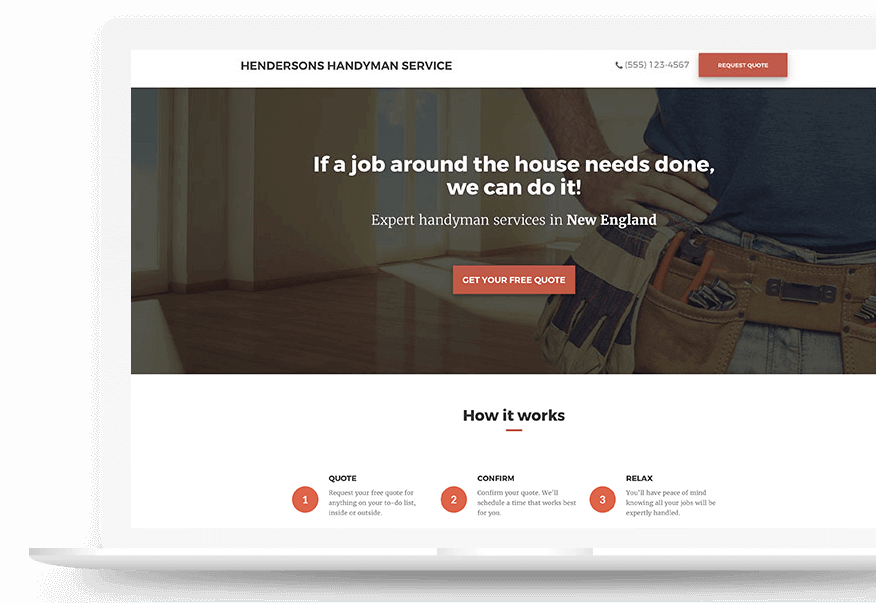 HENDERSONS HANDYMAN SERVICE
(555) 123-4567
REQUEST QUOTE
If a job around the house needs done,
we can do it!
Expert handyman services in New England
GET YOUR FREE QUOTE
How it works
1
QUOTE
Request your free quote for
anything on your to-do list,
inside or outside.
2
CONFIRM
Confirm your quote. We'll
schedule a time that works best
for you.
3
RELAX
You'll have peace of mind
knowing all your jobs will be
expertly handled.